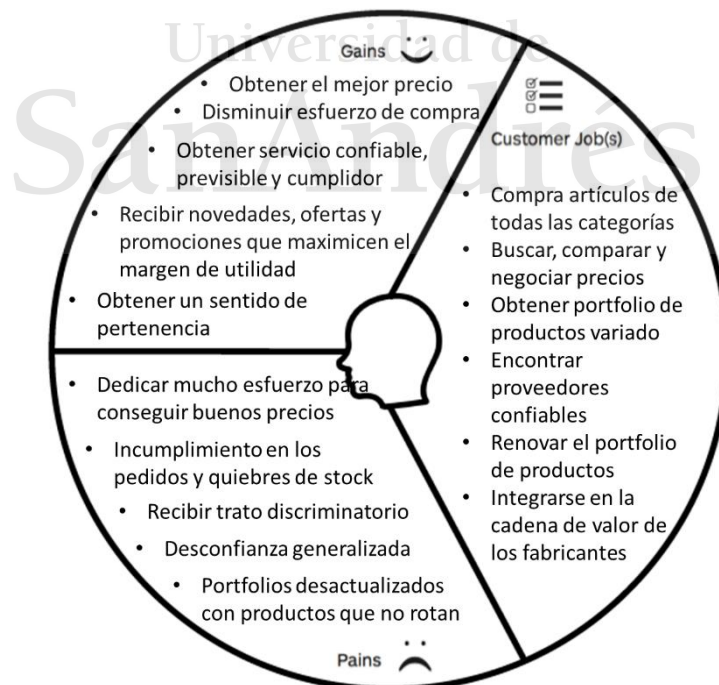 Universidad de
SanAndrés
Gains
• Obtener el mejor precio
• Disminuir esfuerzo de compra
• Obtener servicio confiable,
previsible y cumplidor
• Recibir novedades, ofertas y
promociones que maximicen el
margen de utilidad
• Obtener un sentido de
pertenencia
Customer Job(s)
• Compra artículos de
todas las categorías
• Buscar, comparar y
negociar precios
• Obtener portfolio de
productos variado
• Encontrar
proveedores
confiables
• Renovar el portfolio
de productos
• Integrarse en la
cadena de valor de
los fabricantes
• Dedicar mucho esfuerzo para
conseguir buenos precios
• Incumplimiento en los
pedidos y quiebres de stock
• Recibir trato discriminatorio
• Desconfianza generalizada
• Portfolios desactualizados
con productos que no rotan
Pains